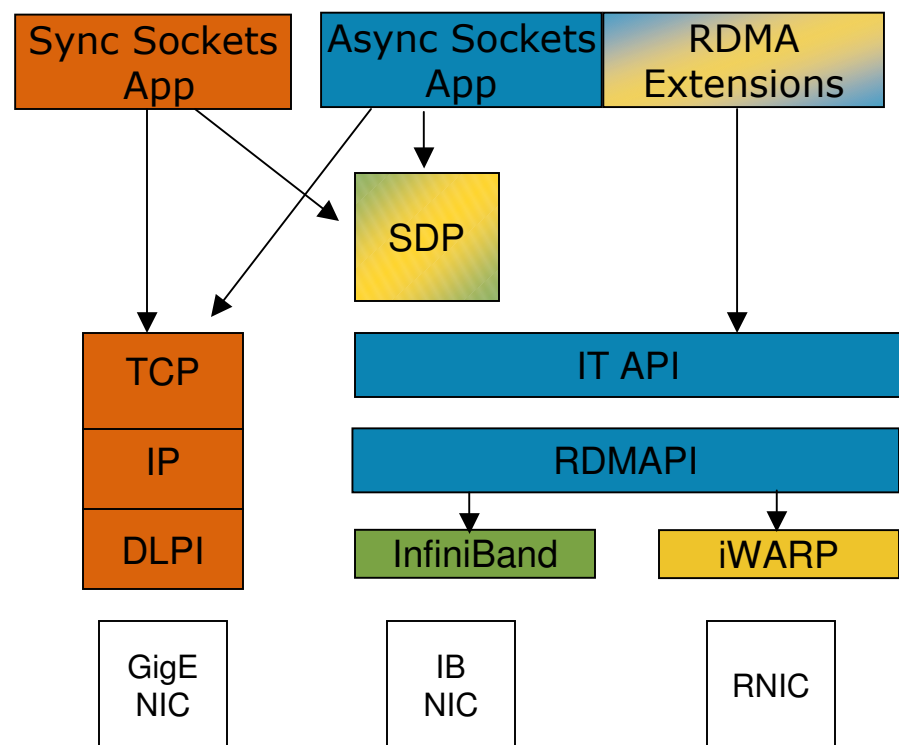 Sync Sockets
App
Async Sockets
App
RDMA
Extensions
SDP
TCP
IP
DLPI
IT API
RDMAPI
InfiniBand
iWARP
GigE
NIC
IB
NIC
RNIC